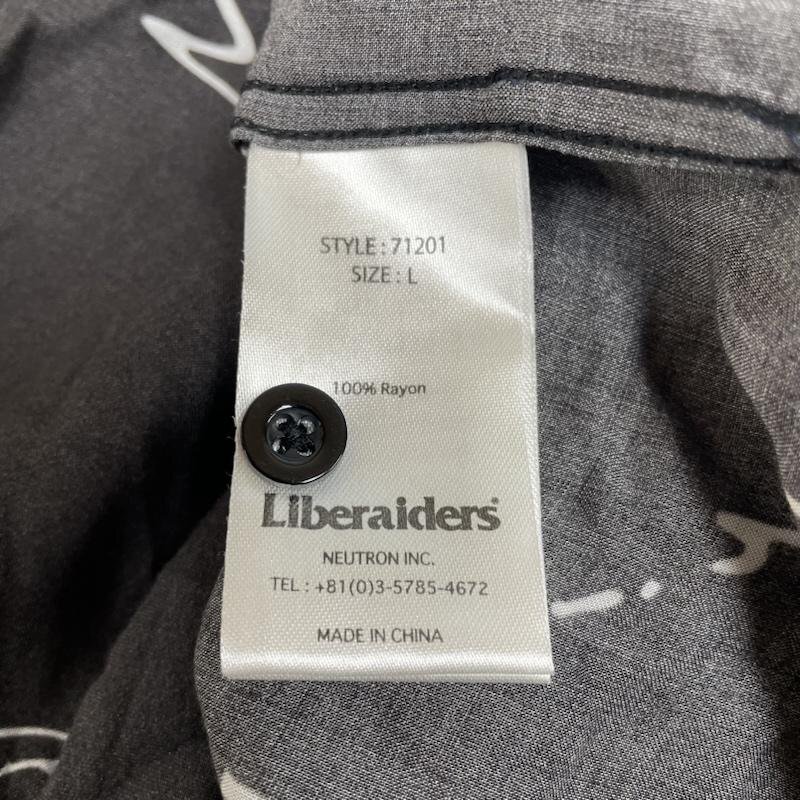 STYLE : 71201
SIZE : L
100% Rayon
Liberaiders®
NEUTRON INC.
TEL : +81(0)3-5785-4672
MADE IN CHINA